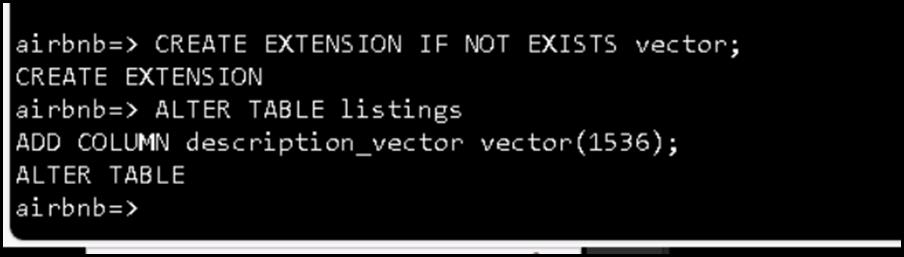 airbnb=> CREATE EXTENSION IF NOT EXISTS vector;
CREATE EXTENSION
airbnb=> ALTER TABLE listings
ADD COLUMN description_vector vector(1536);
ALTER TABLE
airbnb=>